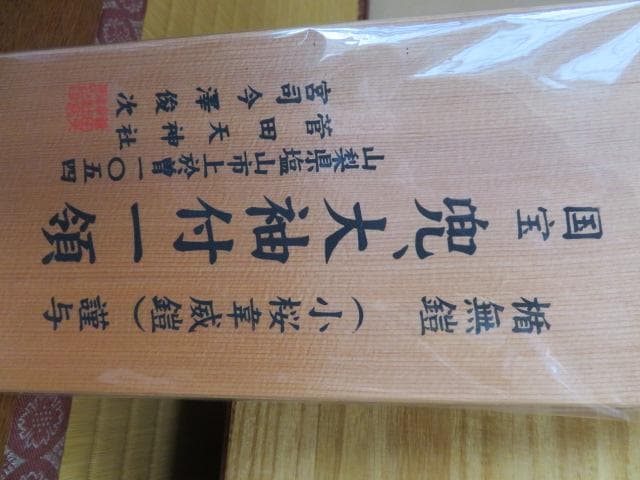 楯無鎧(小桜韋威鎧)謹与
国宝 兜、大袖付一領
山梨県塩山市上於曾一〇五四
菅田天神社
宮司 今澤俊次